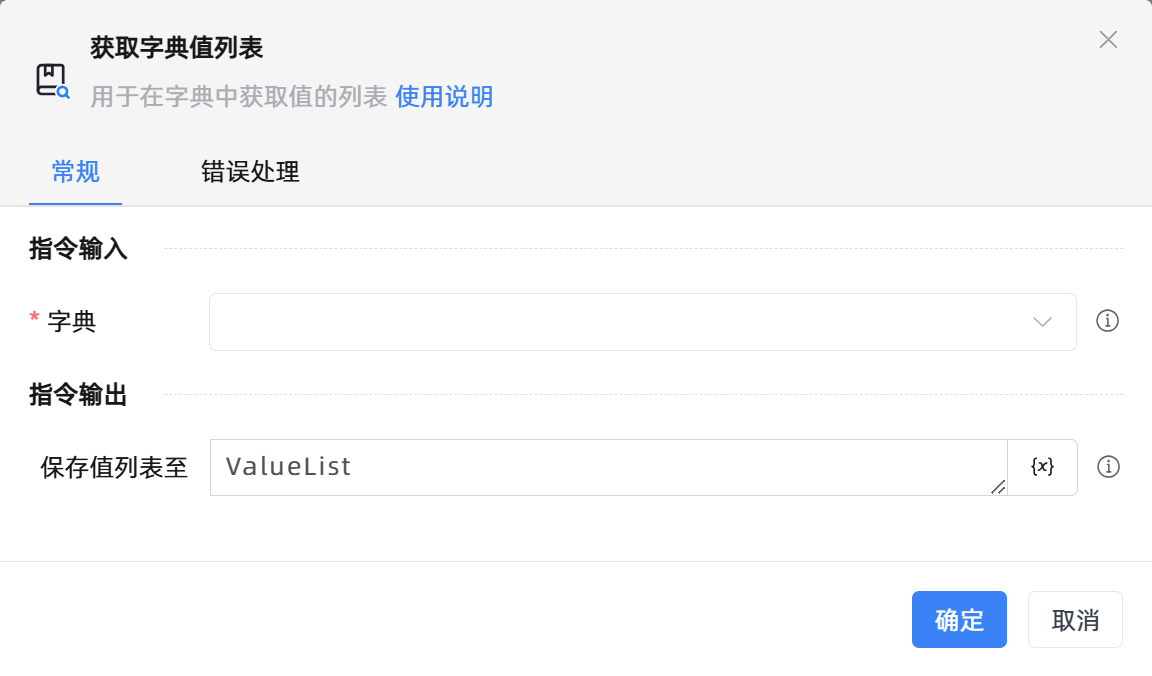 获取字典值列表
用于在字典中获取值的列表 使用说明
常规 错误处理
指令输入
* 字典
指令输出
保存值列表至 ValueList {x}
确定 取消